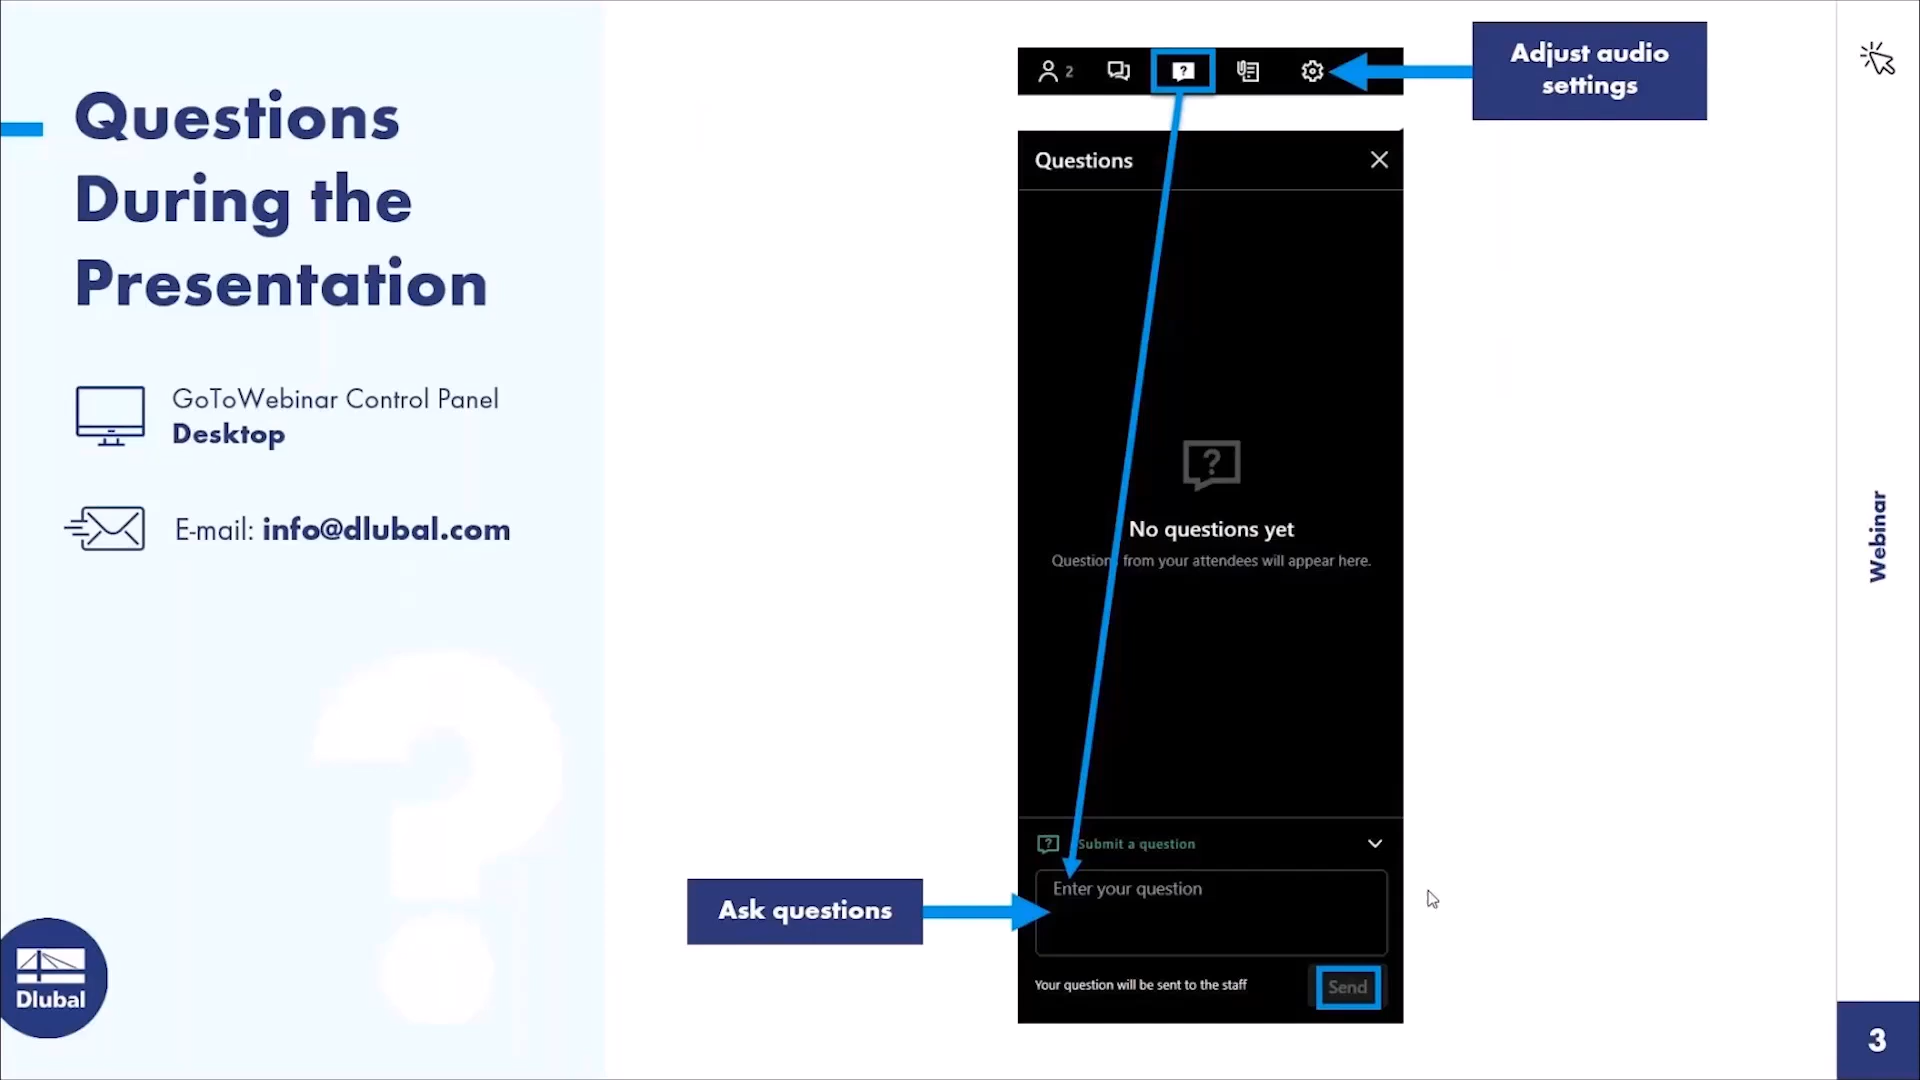 Questions
During the
Presentation
GoToWebinar Control Panel
Desktop
E-mail: info@dlubal.com
Dlubal
2
?
Adjust audio
settings
Questions
?
No questions yet
Question from your attendees will appear here.
? Submit a question
Enter your question
Ask questions
Your question will be sent to the staff
Send
Webinar
3